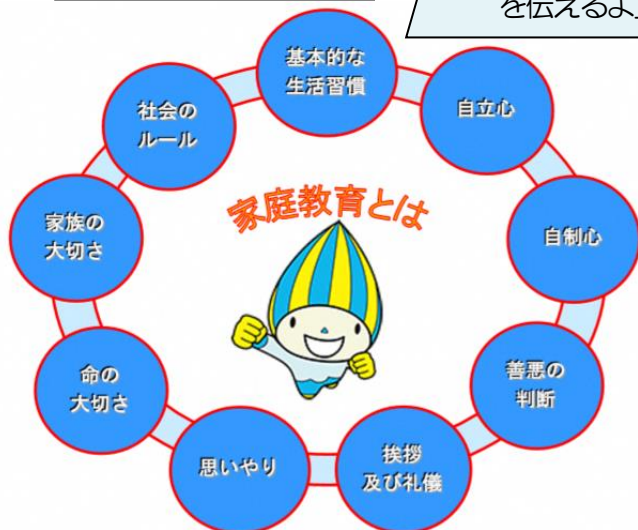 を伝えるよ
基本的な
生活習慣
自立心
自制心
善悪の
判断
挨拶
及び礼儀
思いやり
命の
大切さ
家族の
大切さ
社会の
ルール
家庭教育とは